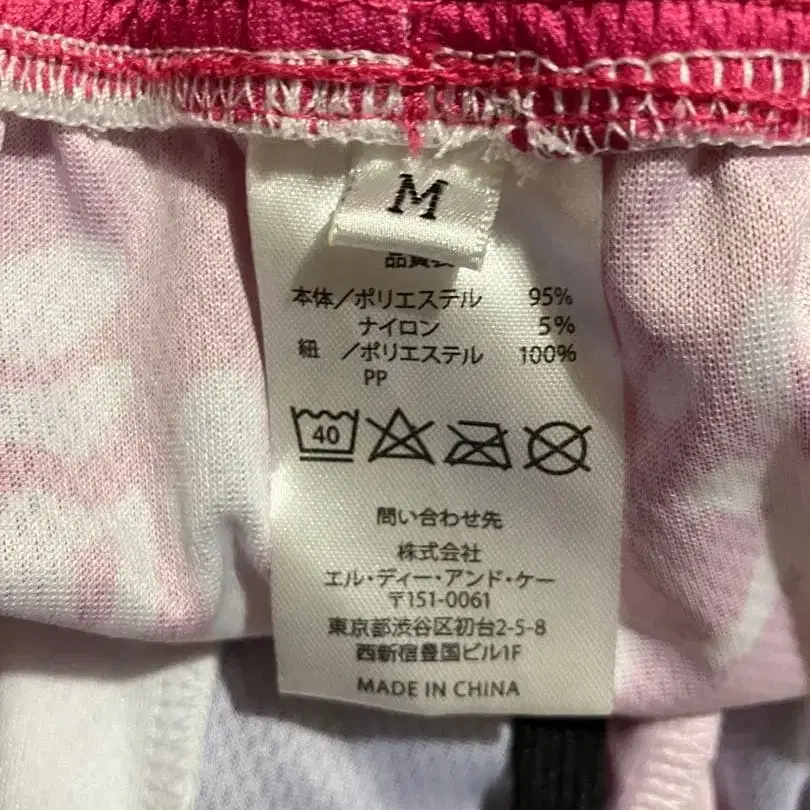 M
品質表
本体/ポリエステル 95%
ナイロン 5%
紐 /ポリエステル 100%
PP
40
問い合わせ先
株式会社
エル・ディー・アンド・ケー
〒151-0061
東京都渋谷区初台2-5-8
西新宿豊国ビル1F
MADE IN CHINA